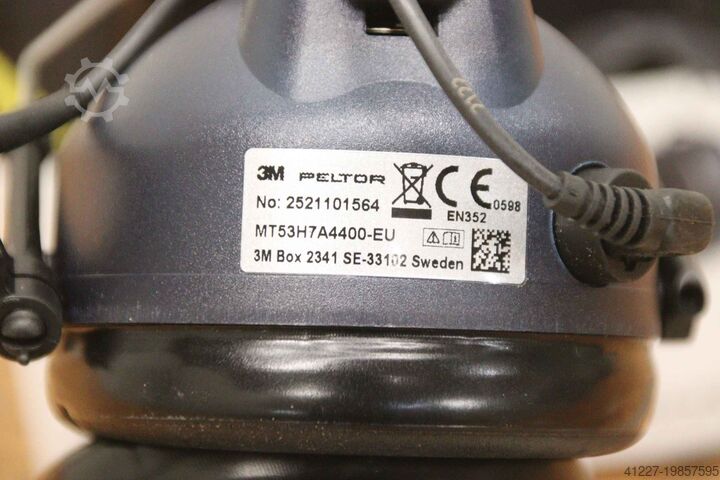 3M PELTOR
No: 2521101564
MT53H7A4400-EU
3M Box 2341 SE-33102 Sweden
CE 0598
EN352
41227-19857595